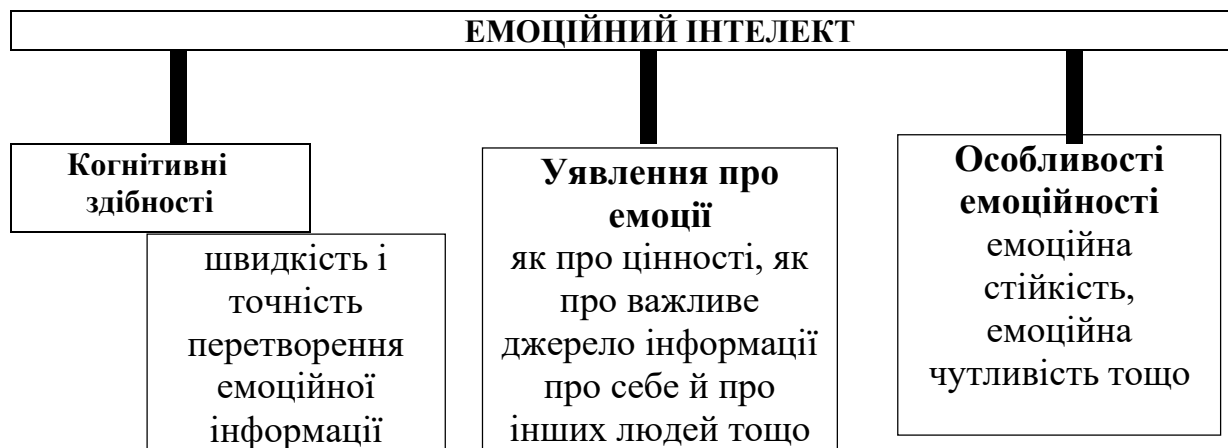 ЕМОЦІЙНИЙ ІНТЕЛЕКТ
Когнітивні
здібності
швидкість і
точність
перетворення
емоційної
інформації
Уявлення про
емоції
як про цінності, як
про важливе
джерело інформації
про себе й про
інших людей тощо
Особливості
емоційності
емоційна
стійкість,
емоційна
чутливість тощо